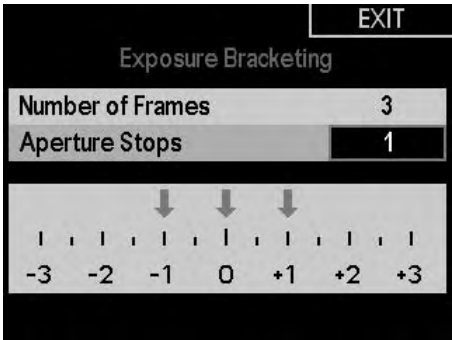 EXIT
Exposure Bracketing
Number of Frames 3
Aperture Stops 1
-3 -2 -1 0 +1 +2 +3